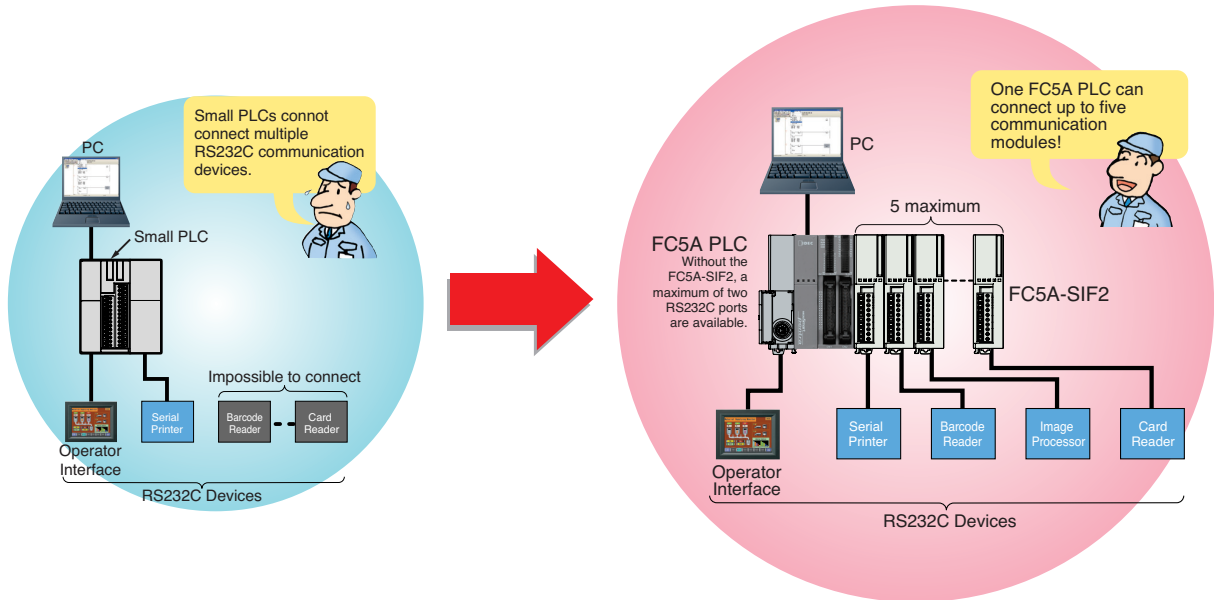 Small PLCs connot
connect multiple
RS232C communication
devices.
PC
Small PLC
Impossible to connect
Serial
Printer
Barcode
Reader
Card
Reader
Operator
Interface
RS232C Devices
One FC5A PLC can
connect up to five
communication
modules!
PC
5 maximum
FC5A PLC
Without the
FC5A-SIF2, a
maximum of two
RS232C ports
are available.
FC5A-SIF2
Serial
Printer
Barcode
Reader
Image
Processor
Card
Reader
Operator
Interface
RS232C Devices